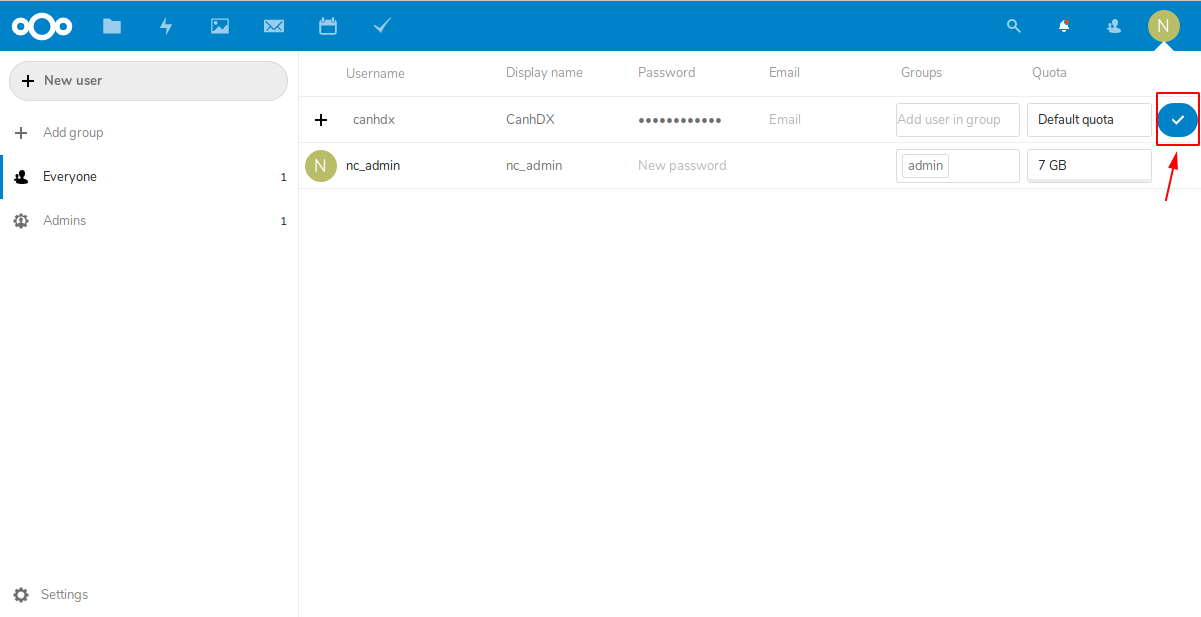 N
New user
Add group
Everyone 1
Admins 1
Settings
Username Display name Password Email Groups Quota
canhdx CanhDX ●●●●●●●●●●●● Email Add user in group Default quota
N nc_admin nc_admin New password admin 7 GB